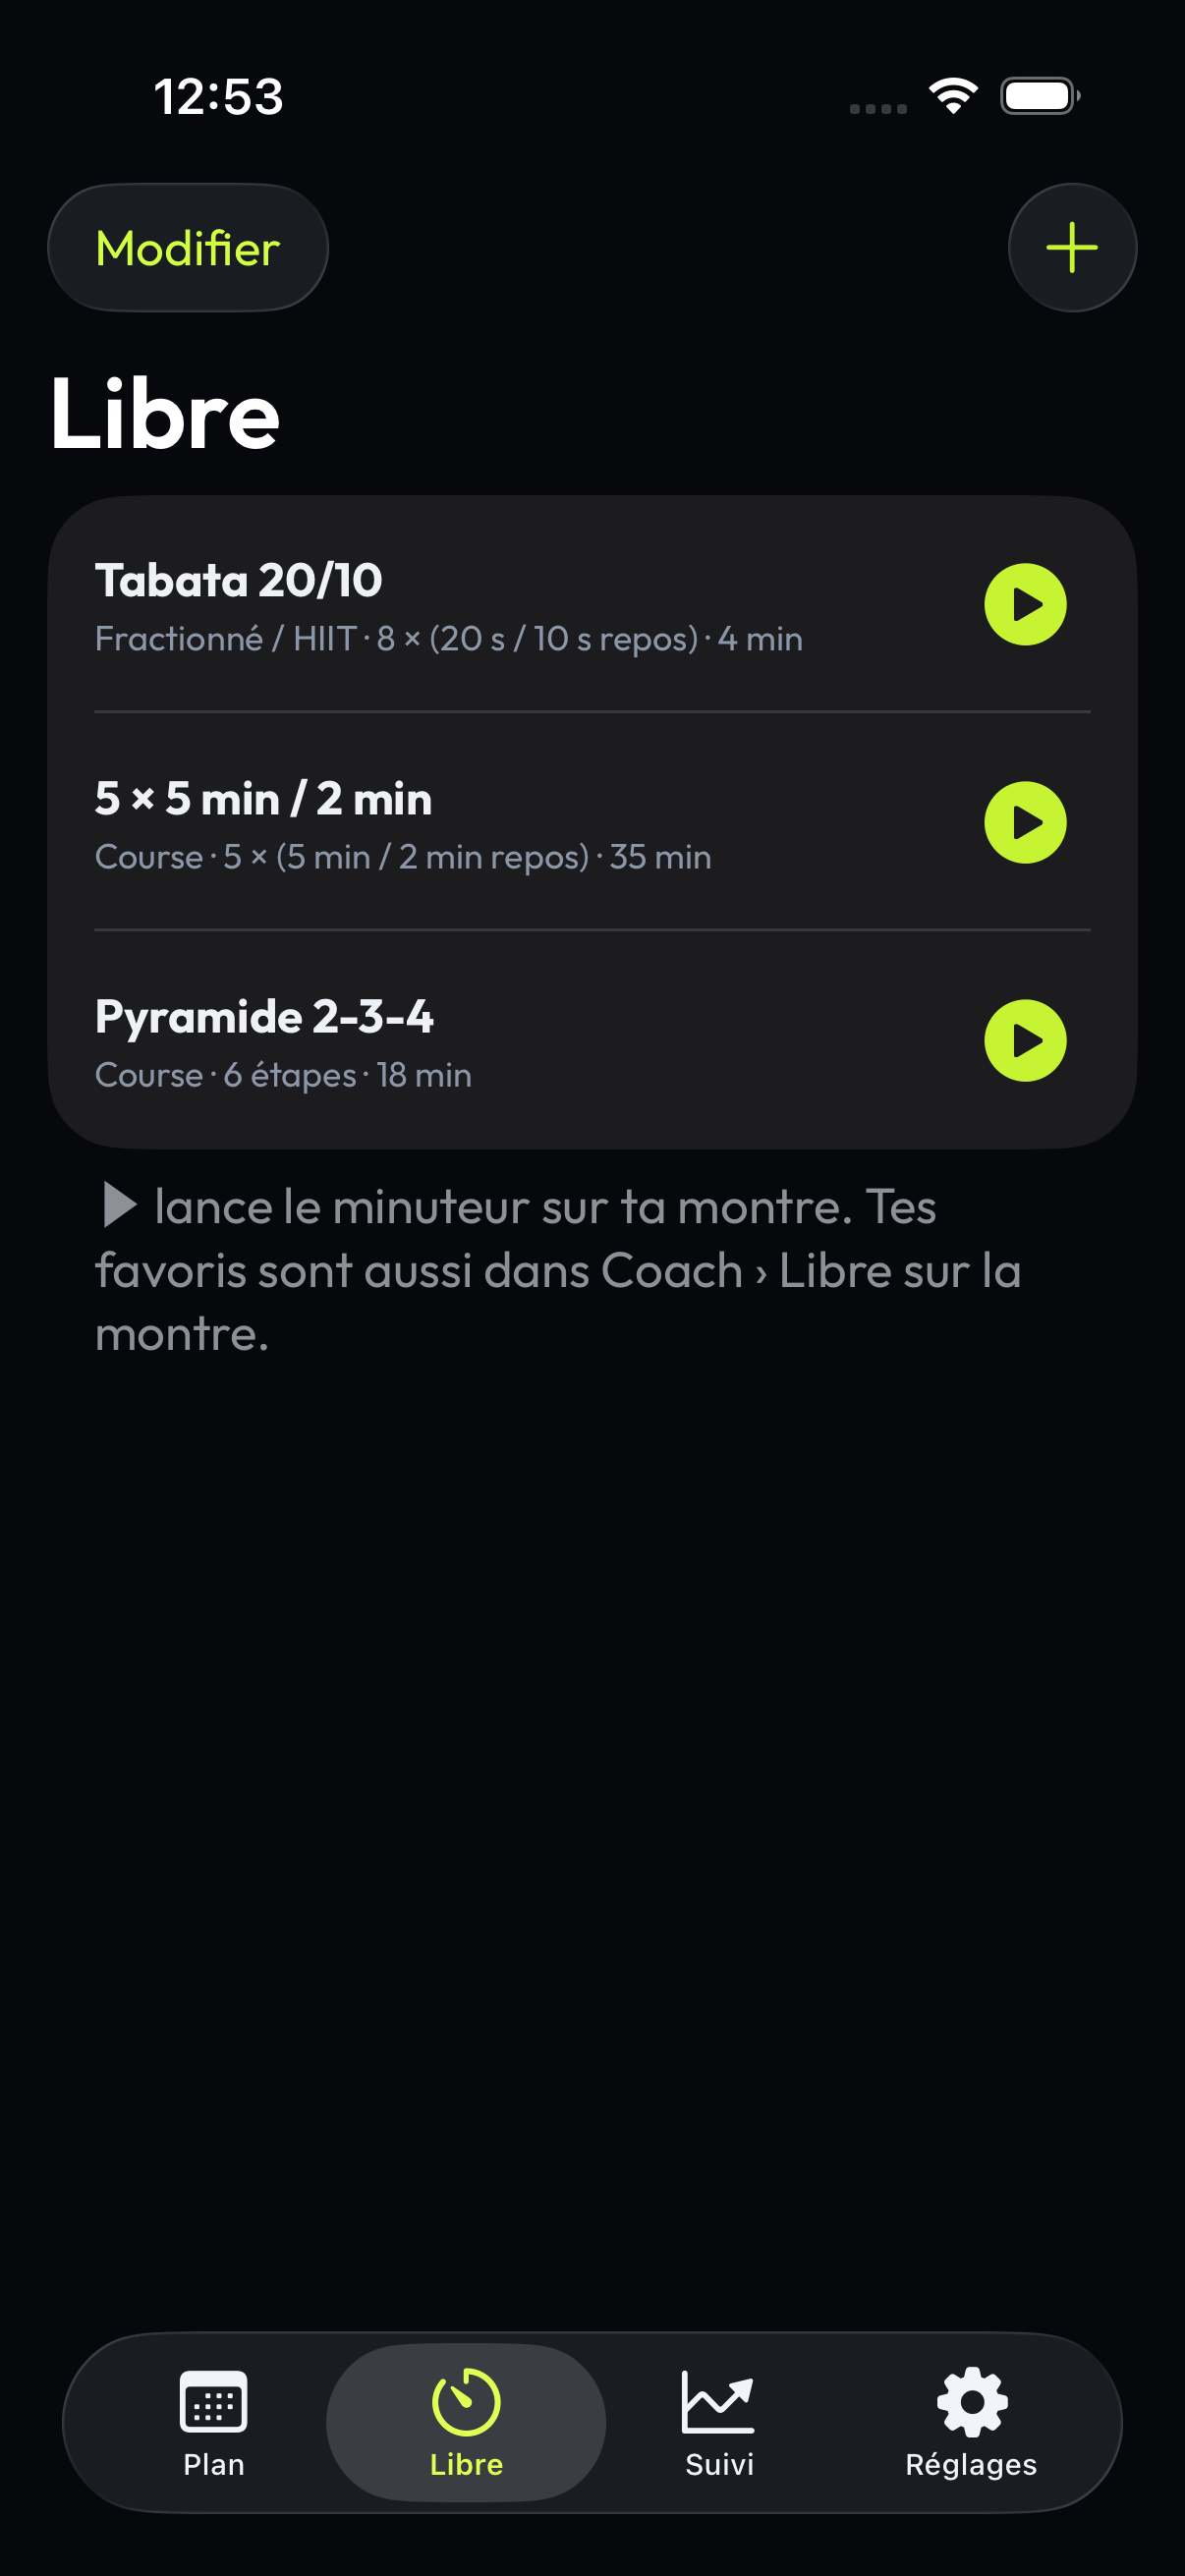 12:53
Modifier
Libre
Tabata 20/10
Fractionné / HIIT · 8 × (20 s / 10 s repos) · 4 min
5 × 5 min / 2 min
Course · 5 × (5 min / 2 min repos) · 35 min
Pyramide 2-3-4
Course · 6 étapes · 18 min
lance le minuteur sur ta montre. Tes
favoris sont aussi dans Coach › Libre sur la
montre.
Plan
Libre
Suivi
Réglages